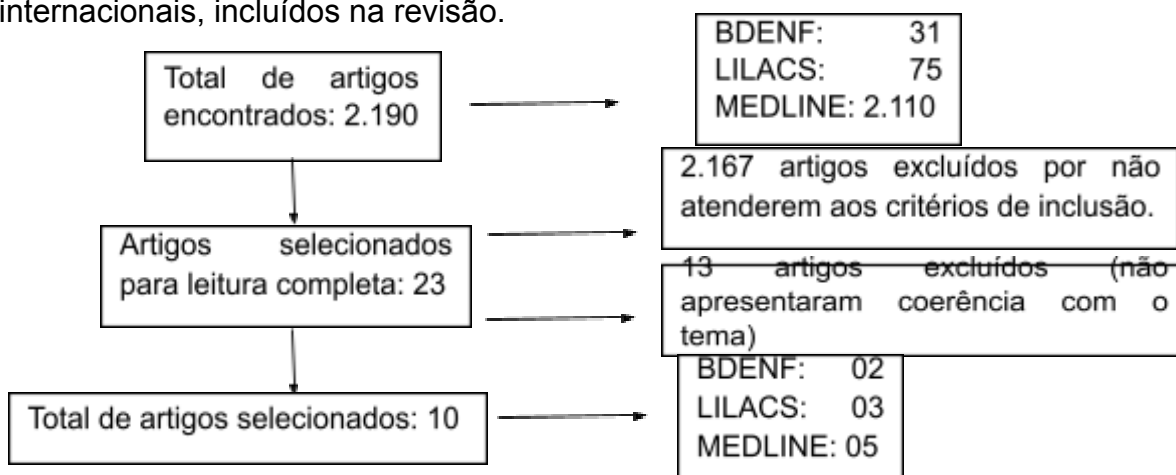 internacionais, incluídos na revisão.
Total de artigos
encontrados: 2.190
BDENF: 31
LILACS: 75
MEDLINE: 2.110
2.167 artigos excluídos por não
atenderem aos critérios de inclusão.
Artigos selecionados
para leitura completa: 23
13 artigos excluídos (não
apresentaram coerência com o
tema)
Total de artigos selecionados: 10
BDENF: 02
LILACS: 03
MEDLINE: 05